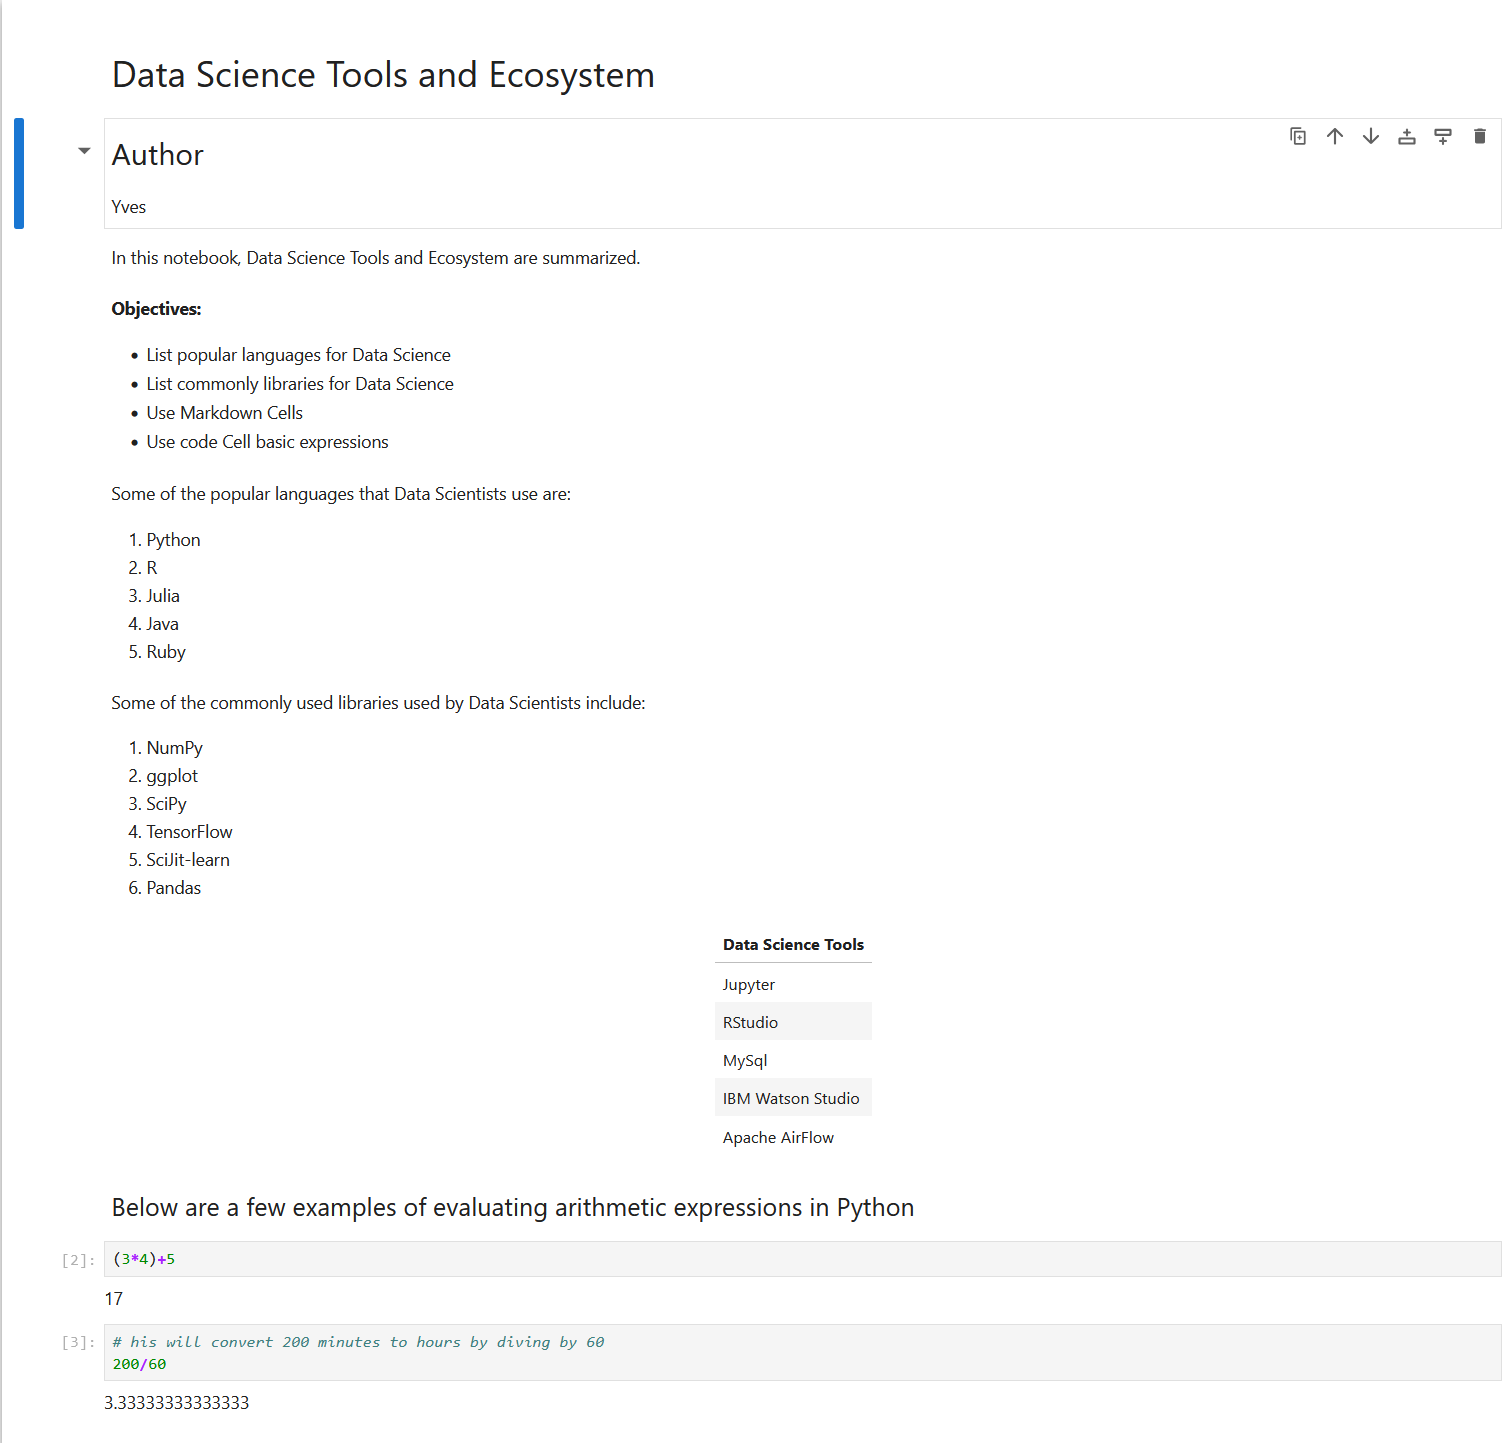 Data Science Tools and Ecosystem
Author
Yves
In this notebook, Data Science Tools and Ecosystem are summarized.
Objectives:
• List popular languages for Data Science
• List commonly libraries for Data Science
• Use Markdown Cells
• Use code Cell basic expressions
Some of the popular languages that Data Scientists use are:
1. Python
2. R
3. Julia
4. Java
5. Ruby
Some of the commonly used libraries used by Data Scientists include:
1. NumPy
2. ggplot
3. SciPy
4. TensorFlow
5. SciJit-learn
6. Pandas
Data Science Tools
Jupyter
RStudio
MySql
IBM Watson Studio
Apache AirFlow
Below are a few examples of evaluating arithmetic expressions in Python
[2]: (3*4)+5
17
[3]: # his will convert 200 minutes to hours by diving by 60
200/60
3.33333333333333